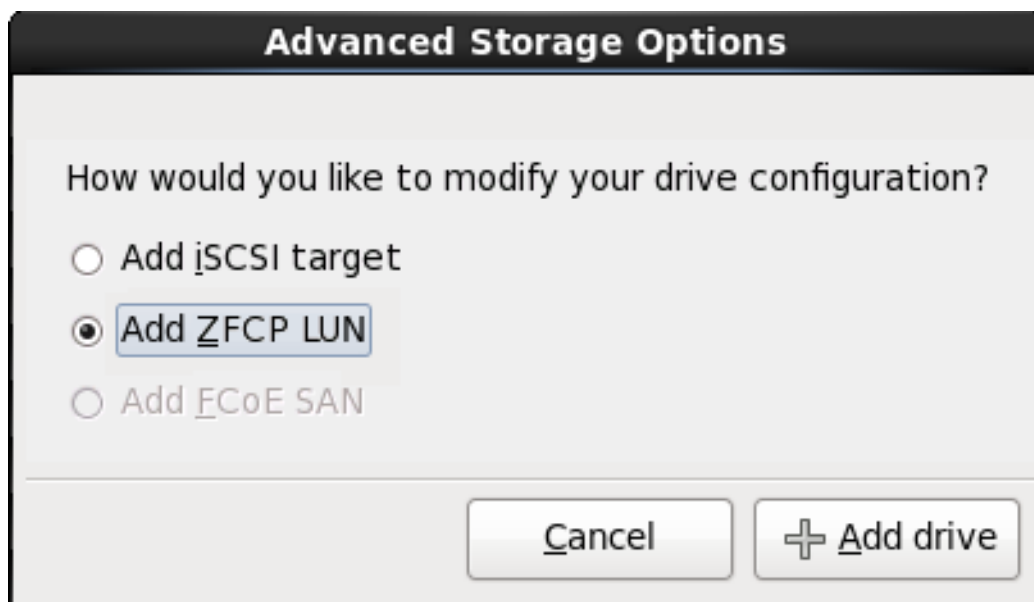 Advanced Storage Options
How would you like to modify your drive configuration?
Add iSCSI target
Add ZFCP LUN
Add FCoE SAN
Cancel
Add drive